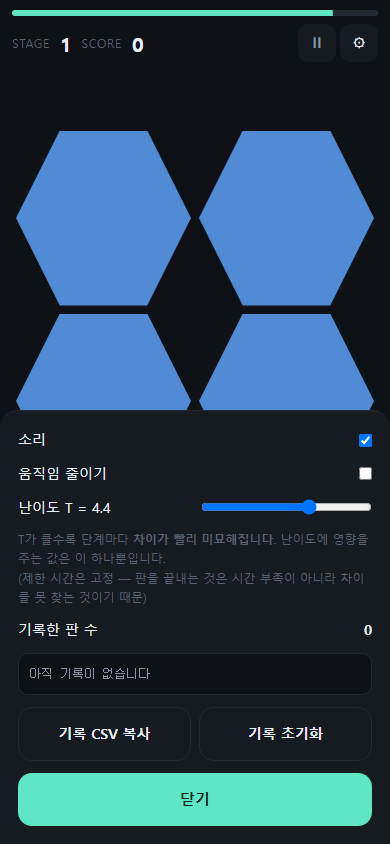 STAGE 1 SCORE 0
소리
움직임 줄이기
난이도 T = 4.4
T가 클수록 단계마다 차이가 빨리 미묘해집니다. 난이도에 영향을
주는 값은 이 하나뿐입니다.
(제한 시간은 고정 — 판을 끝내는 것은 시간 부족이 아니라 차이
를 못 찾는 것이기 때문)
기록한 판 수 0
아직 기록이 없습니다
기록 CSV 복사 기록 초기화
닫기